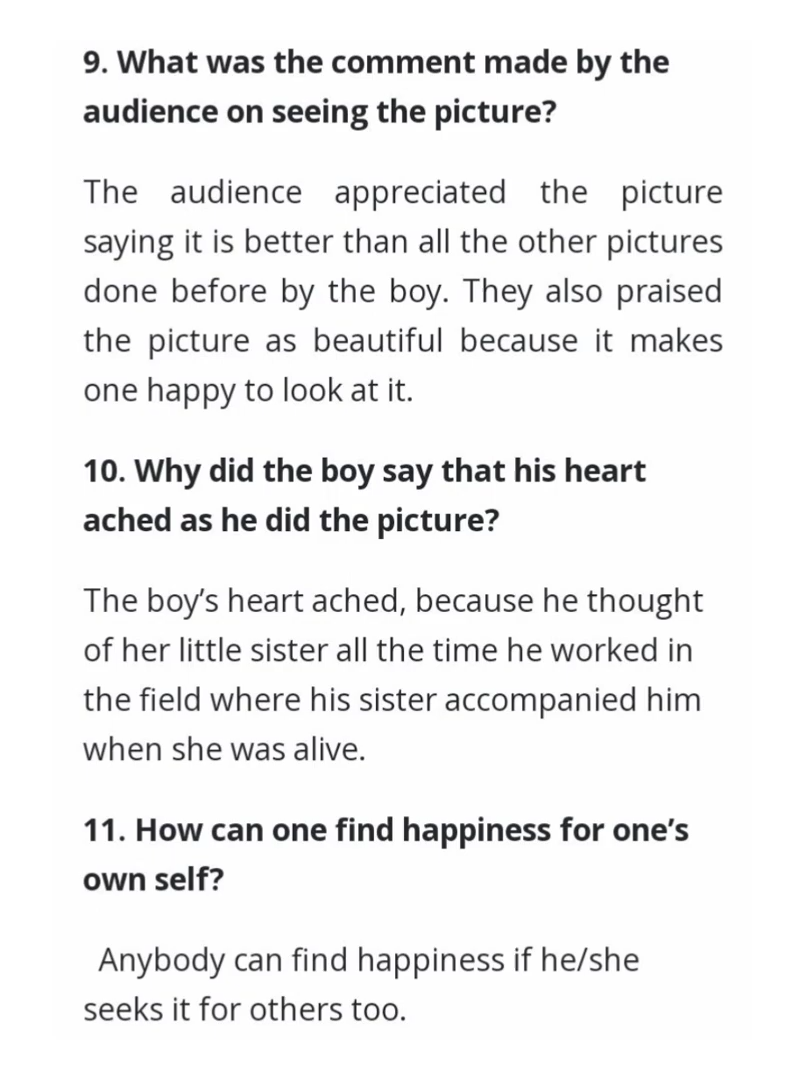 9. What was the comment made by the
audience on seeing the picture?
The audience appreciated the picture
saying it is better than all the other pictures
done before by the boy. They also praised
the picture as beautiful because it makes
one happy to look at it.
10. Why did the boy say that his heart
ached as he did the picture?
The boy’s heart ached, because he thought
of her little sister all the time he worked in
the field where his sister accompanied him
when she was alive.
11. How can one find happiness for one’s
own self?
Anybody can find happiness if he/she
seeks it for others too.